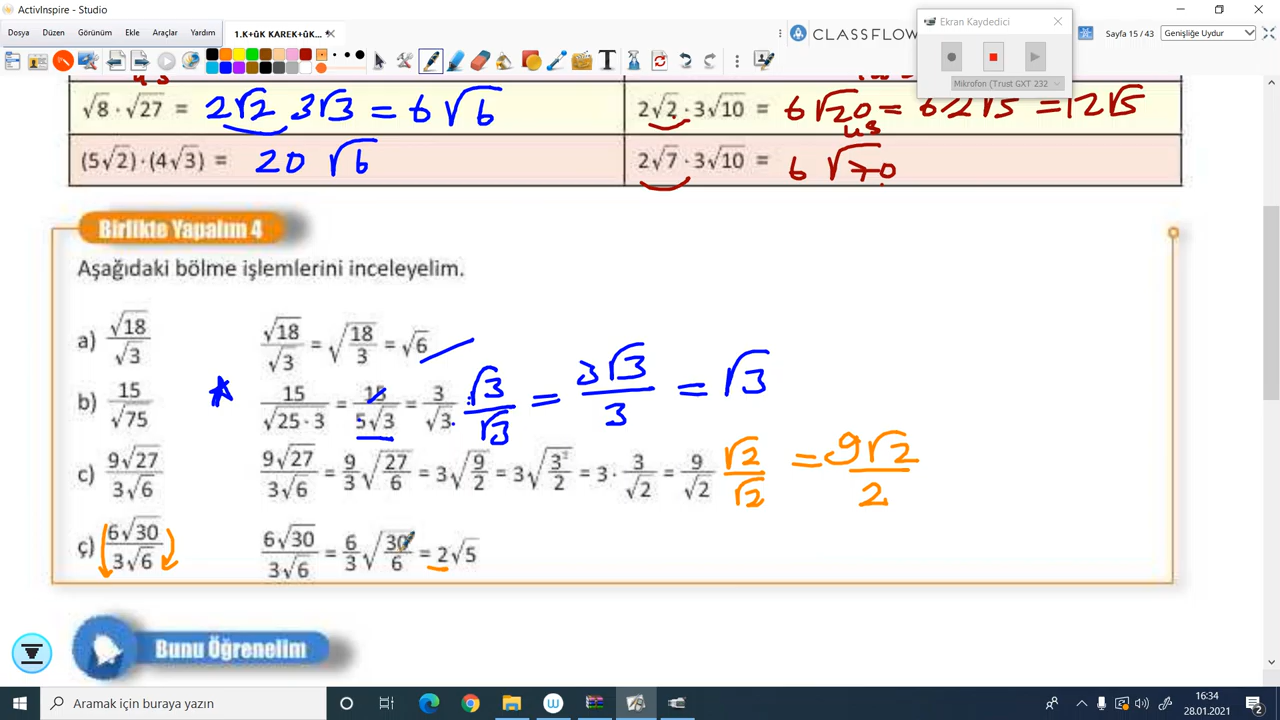 ActivInspire - Studio
Dosya Düzen Görünüm Ekle Araçlar Yardım 1.K+ÜK KAREK+ÜK...
CLASSFLOW
Sayfa 15 / 43 Genişliğe Uydur
Ekran Kaydedici
Mikrofon (Trust GXT 232
√8 · √27 = 2√2 3√3 = 6√6
2√2 · 3√10 = 6√20 = 6·2√5 = 12√5
us
(5√2) · (4√3) = 20 √6
2√7 · 3√10 = 6 √70
Birlikte Yapalım 4
Aşağıdaki bölme işlemlerini inceleyelim.
a) √18/√3 √18/√3 = √(18/3) = √6
b) 15/√75 15/√(25 · 3) = 15/(5√3) = 3/√3 · √3/√3 = 3√3/3 = √3
c) 9√27/3√6 9√27/3√6 = 9/3 √(27/6) = 3√(9/2) = 3√(3²/2) = 3 · 3/√2 = 9/√2 √2/√2 = 9√2/2
ç) 6√30/3√6 6√30/3√6 = 6/3 √(30/6) = 2√5
Bunu Öğrenelim
Aramak için buraya yazın
16:34
28.01.2021
2